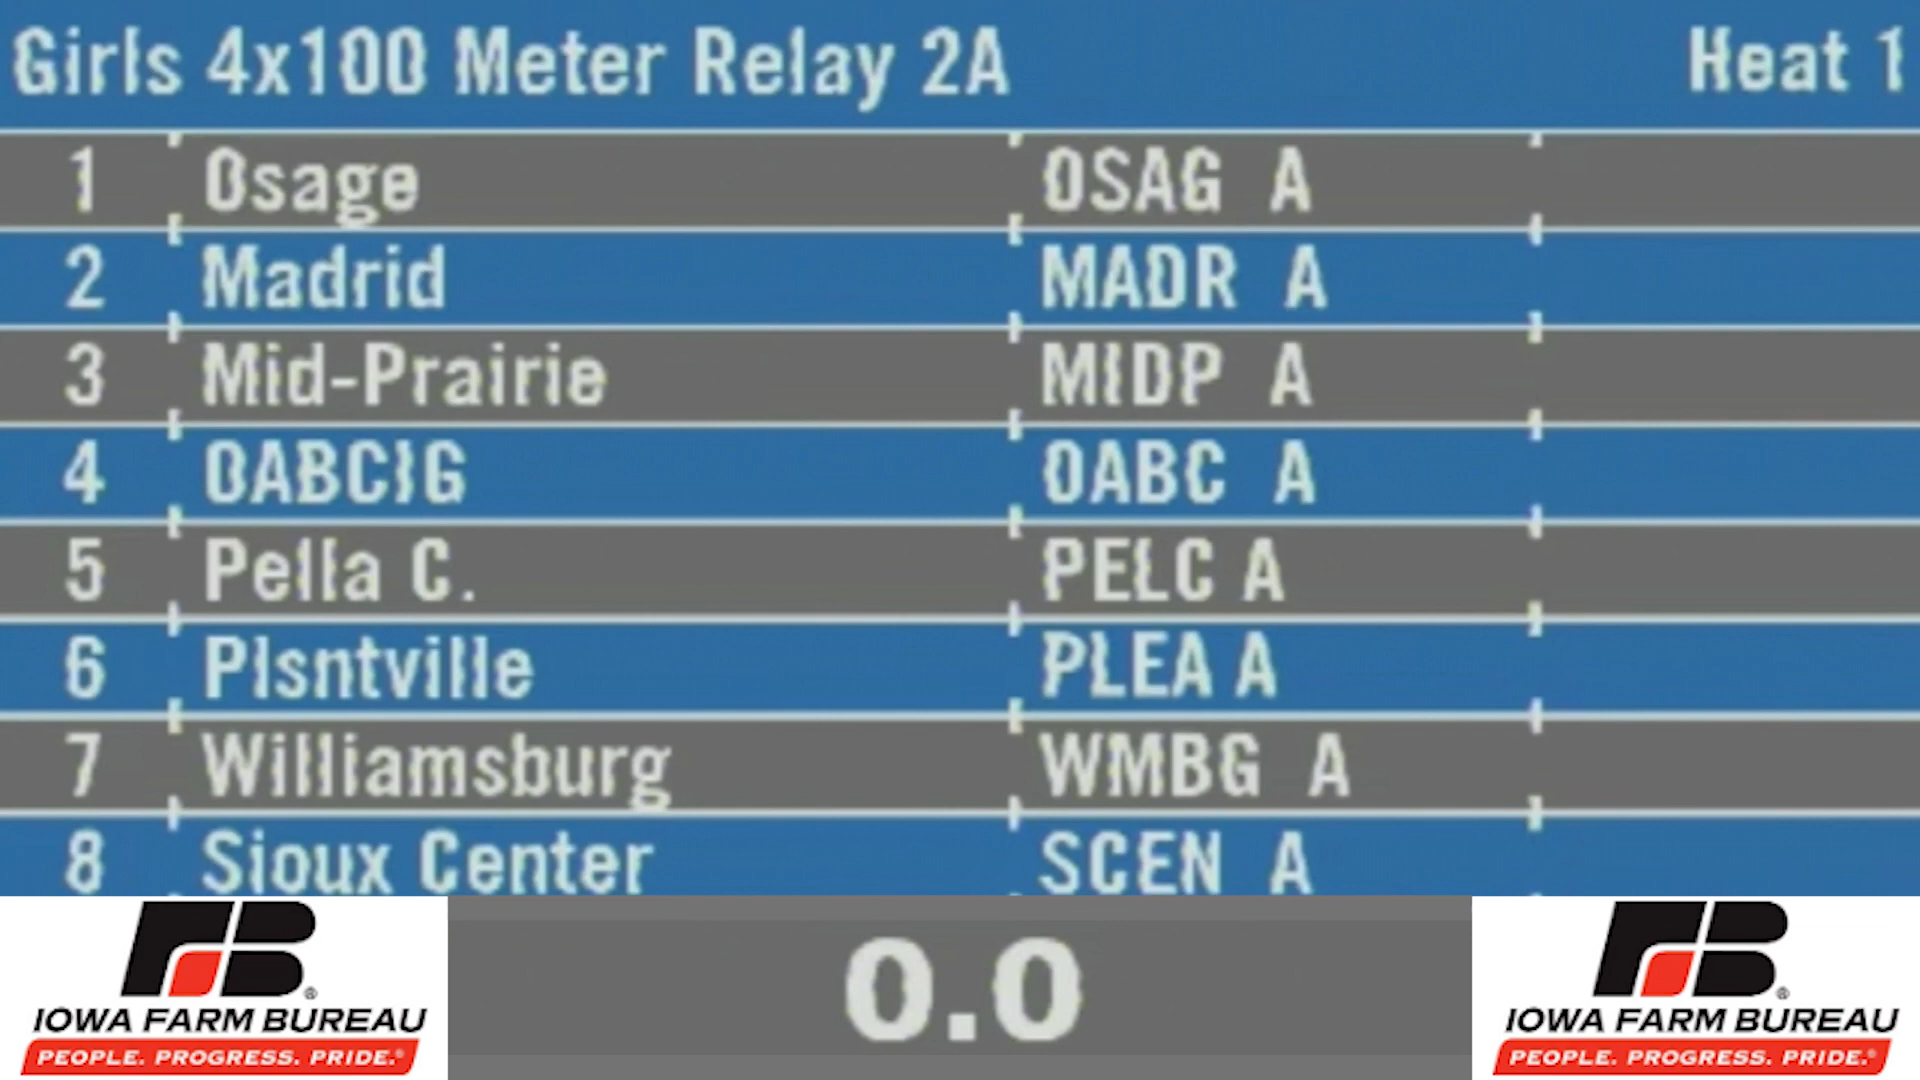 Girls 4x100 Meter Relay 2A Heat 1
1 Osage OSAG A
2 Madrid MADR A
3 Mid-Prairie MIDP A
4 OABCIG OABC A
5 Pella C. PELC A
6 Plsntville PLEA A
7 Williamsburg WMBG A
8 Sioux Center SCEN A
FB® 0.0 FB®
IOWA FARM BUREAU IOWA FARM BUREAU
PEOPLE. PROGRESS. PRIDE.® PEOPLE. PROGRESS. PRIDE.®